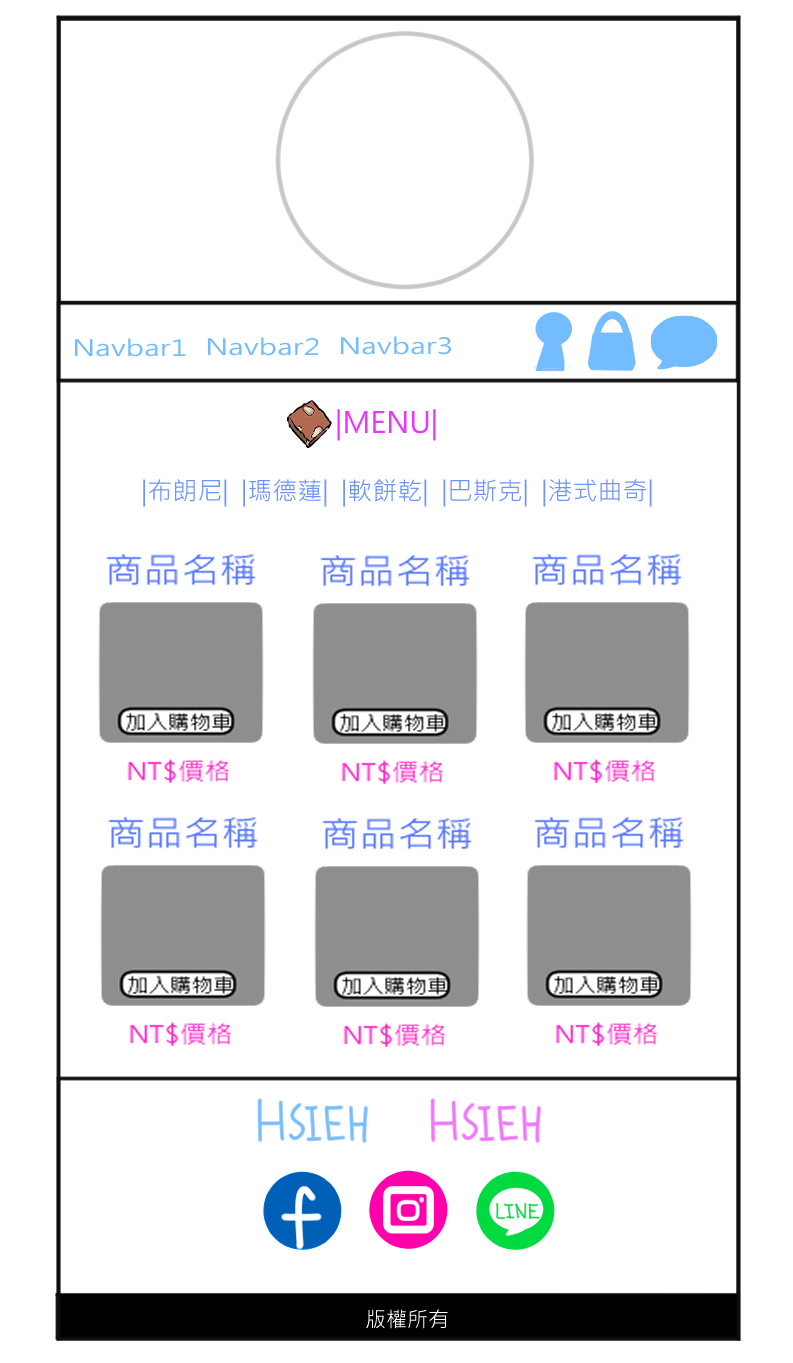 Navbar1 Navbar2 Navbar3
|MENU|
|布朗尼| |瑪德蓮| |軟餅乾| |巴斯克| |港式曲奇|
商品名稱 商品名稱 商品名稱
加入購物車 加入購物車 加入購物車
NT$價格 NT$價格 NT$價格
商品名稱 商品名稱 商品名稱
加入購物車 加入購物車 加入購物車
NT$價格 NT$價格 NT$價格
HSIEH HSIEH
LINE
版權所有